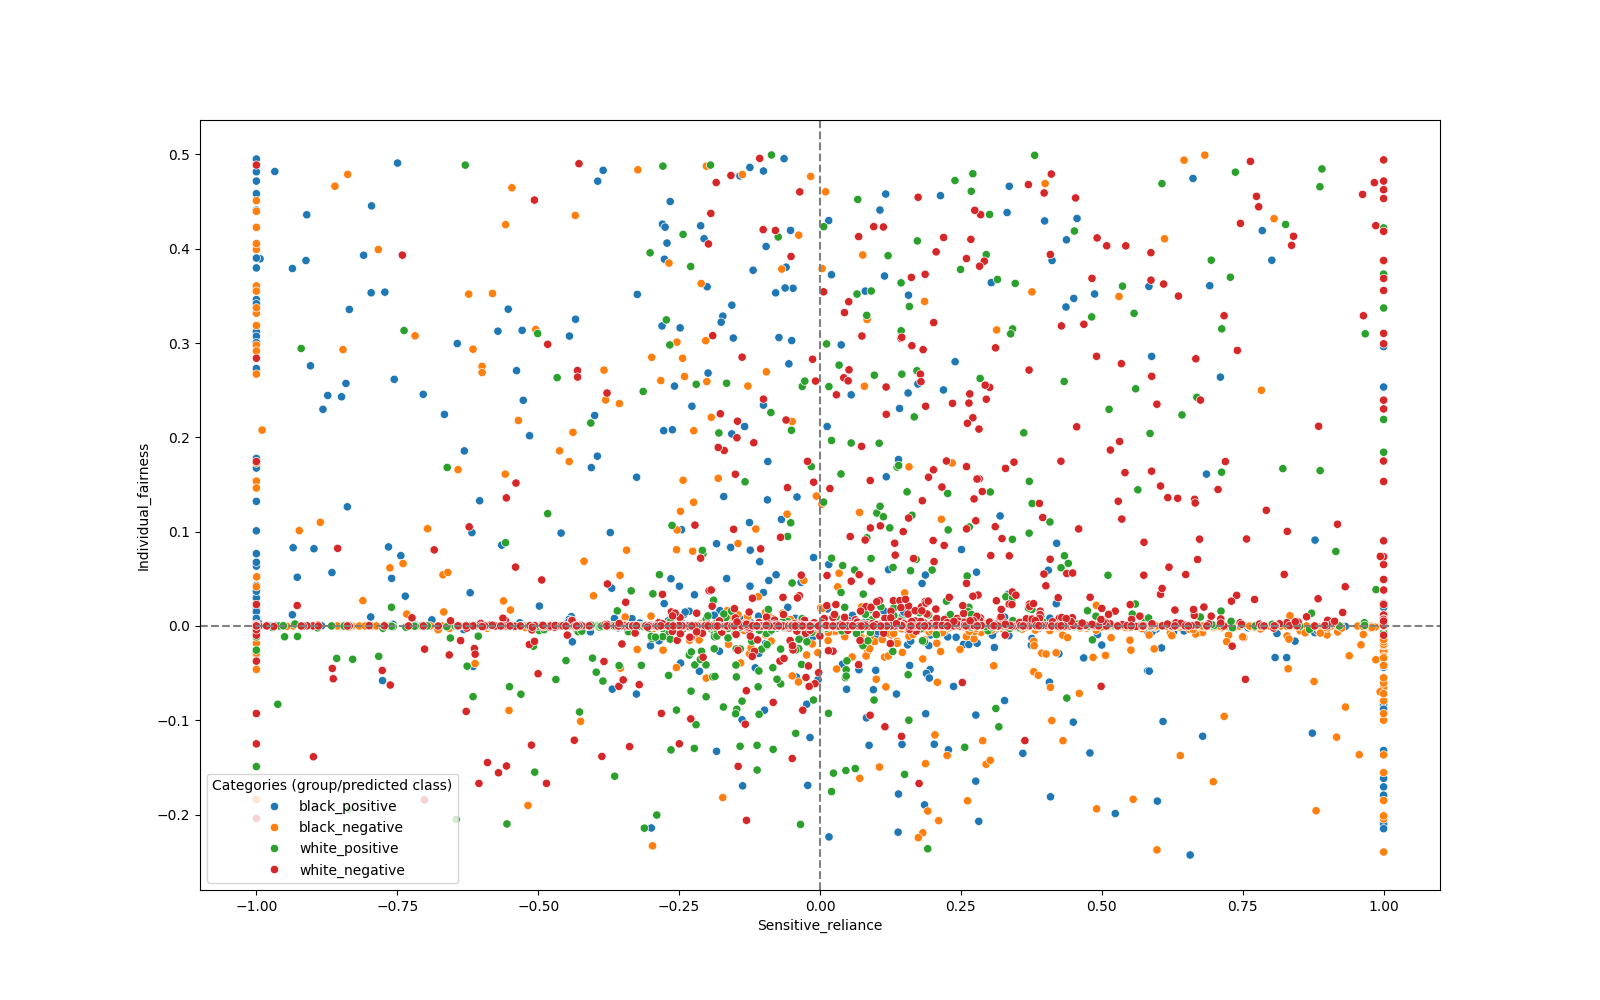 0.5
0.4
0.3
0.2
0.1
0.0
−0.1
−0.2
Individual_fairness
Categories (group/predicted class)
black_positive
black_negative
white_positive
white_negative
−1.00 −0.75 −0.50 −0.25 0.00 0.25 0.50 0.75 1.00
Sensitive_reliance